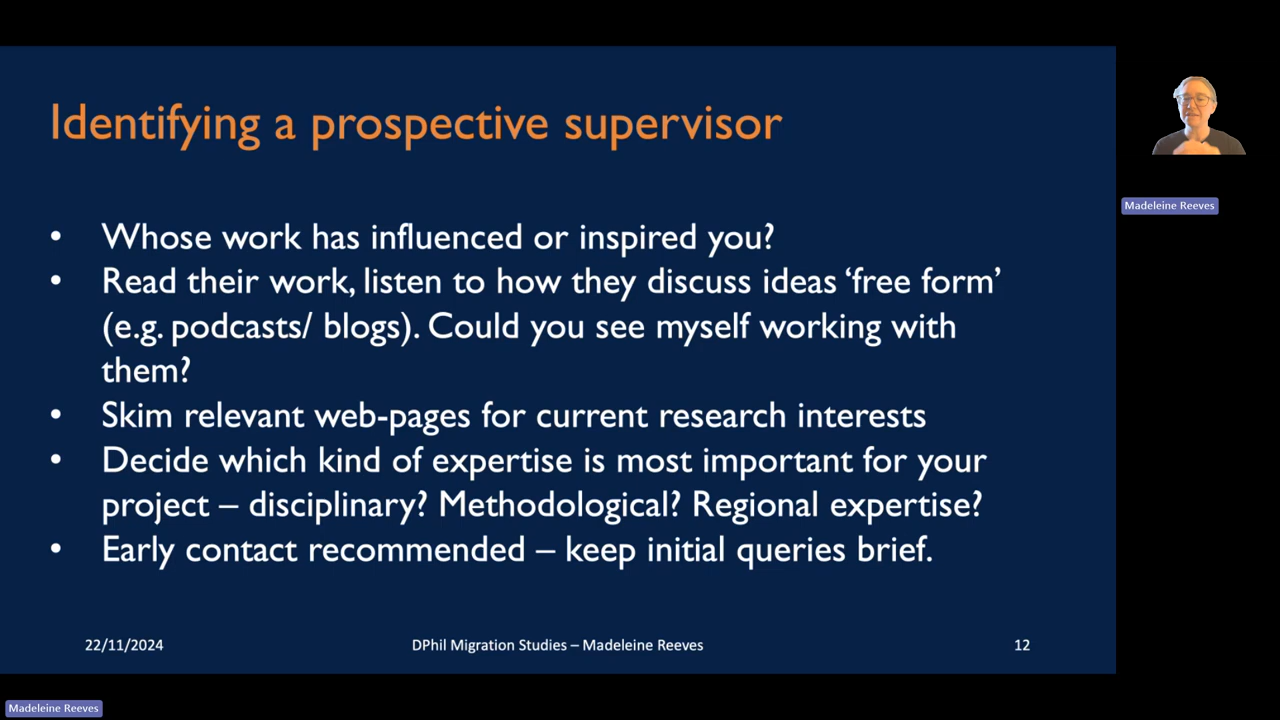 Identifying a prospective supervisor
• Whose work has influenced or inspired you?
• Read their work, listen to how they discuss ideas ‘free form’
(e.g. podcasts/ blogs). Could you see myself working with
them?
• Skim relevant web-pages for current research interests
• Decide which kind of expertise is most important for your
project – disciplinary? Methodological? Regional expertise?
• Early contact recommended – keep initial queries brief.
22/11/2024
DPhil Migration Studies – Madeleine Reeves
12
Madeleine Reeves
Madeleine Reeves